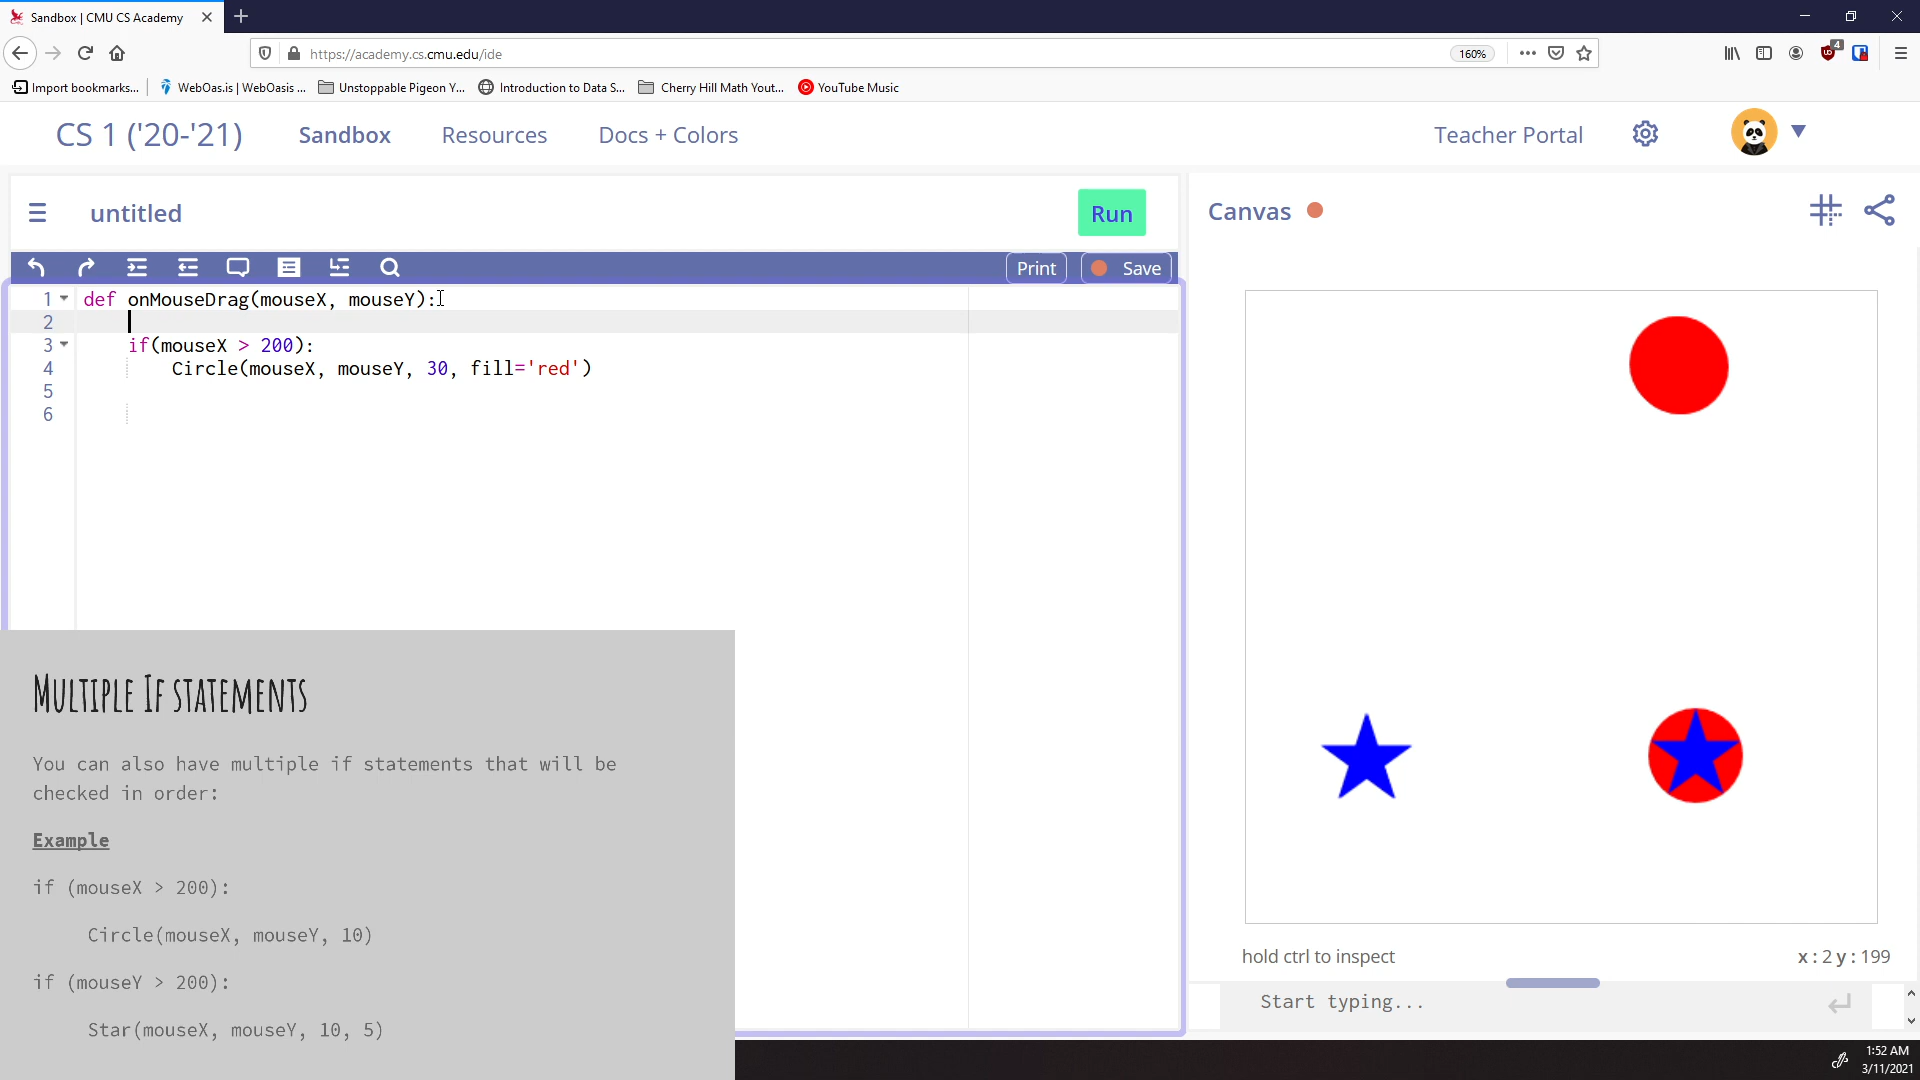 Sandbox | CMU CS Academy
https://academy.cs.cmu.edu/ide
160%
4
Import bookmarks...
WebOas.is | WebOasis ...
Unstoppable Pigeon Y...
Introduction to Data S...
Cherry Hill Math Yout...
YouTube Music
CS 1 ('20-'21)
Sandbox
Resources
Docs + Colors
Teacher Portal
untitled
Run
Print
Save
1 def onMouseDrag(mouseX, mouseY):
2
3 if(mouseX > 200):
4 Circle(mouseX, mouseY, 30, fill='red')
5
6
Canvas
hold ctrl to inspect
x:2 y:199
Start typing...
Multiple If statements
You can also have multiple if statements that will be
checked in order:
Example
if (mouseX > 200):
Circle(mouseX, mouseY, 10)
if (mouseY > 200):
Star(mouseX, mouseY, 10, 5)
1:52 AM
3/11/2021